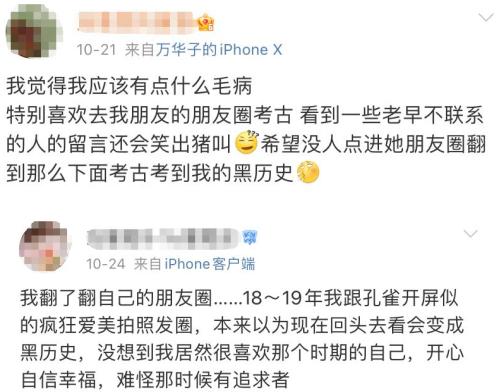 10-21 来自万华子的iPhone X
我觉得我应该有点什么毛病
特别喜欢去我朋友的朋友圈考古 看到一些老早不联系
的人的留言还会笑出猪叫希望没人点进她朋友圈翻
到那么下面考古考到我的黑历史
10-24 来自iPhone客户端
我翻了翻自己的朋友圈......18～19年我跟孔雀开屏似
的疯狂爱美拍照发圈，本来以为现在回头去看会变成
黑历史，没想到我居然很喜欢那个时期的自己，开心
自信幸福，难怪那时候有追求者